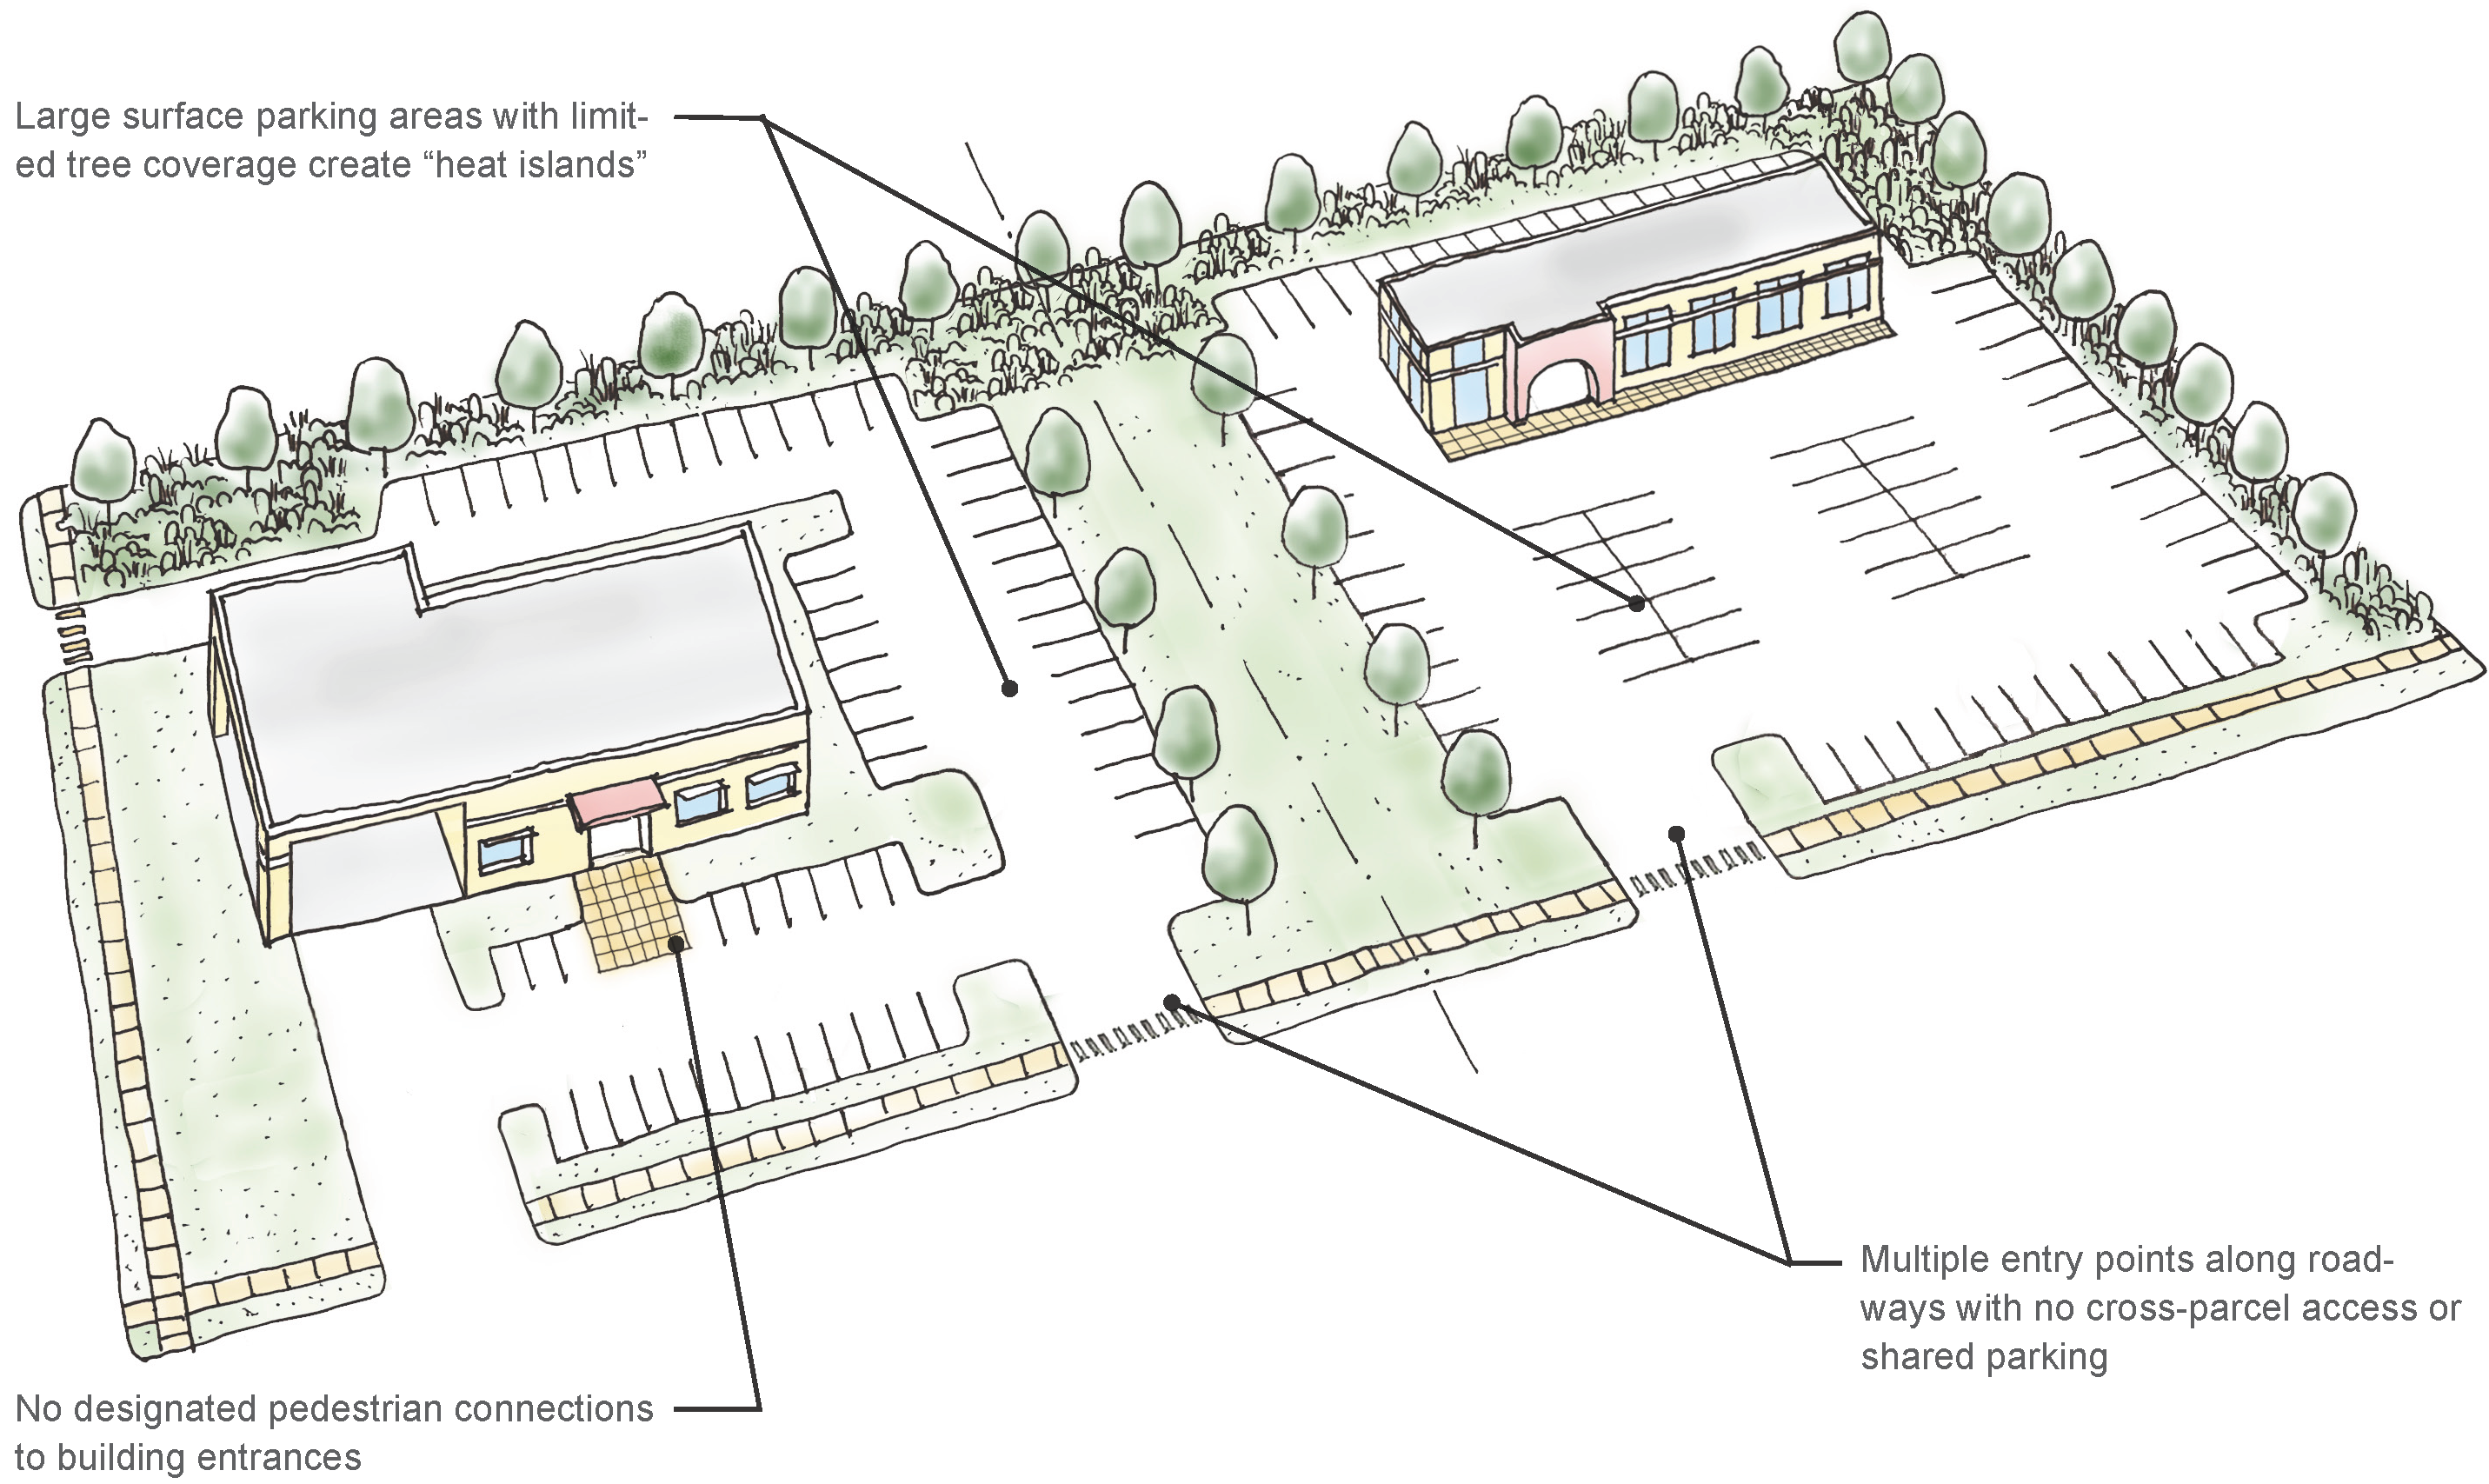 Large surface parking areas with limit-
ed tree coverage create “heat islands”
Multiple entry points along road-
ways with no cross-parcel access or
shared parking
No designated pedestrian connections
to building entrances